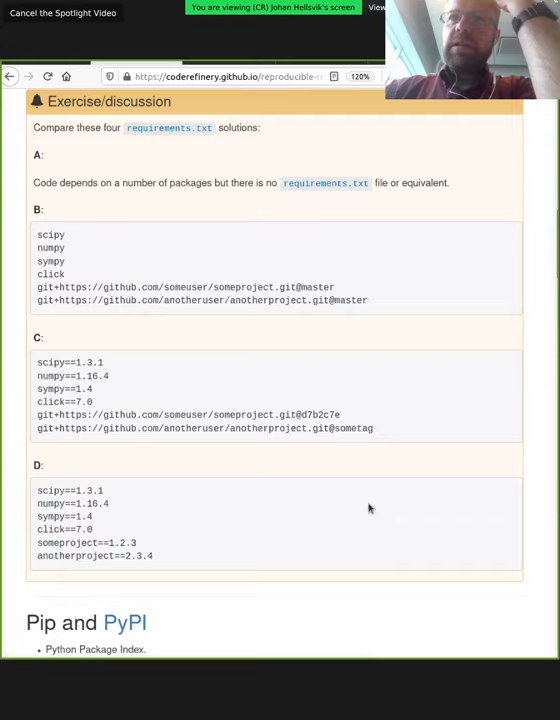 Cancel the Spotlight Video
You are viewing (CR) Johan Hellsvik's screen
View
https://coderefinery.github.io/reproducible-r
120%
Exercise/discussion
Compare these four requirements.txt solutions:
A:
Code depends on a number of packages but there is no requirements.txt file or equivalent.
B:
scipy
numpy
sympy
click
git+https://github.com/someuser/someproject.git@master
git+https://github.com/anotheruser/anotherproject.git@master
C:
scipy==1.3.1
numpy==1.16.4
sympy==1.4
click==7.0
git+https://github.com/someuser/someproject.git@d7b2c7e
git+https://github.com/anotheruser/anotherproject.git@sometag
D:
scipy==1.3.1
numpy==1.16.4
sympy==1.4
click==7.0
someproject==1.2.3
anotherproject==2.3.4
Pip and PyPI
• Python Package Index.